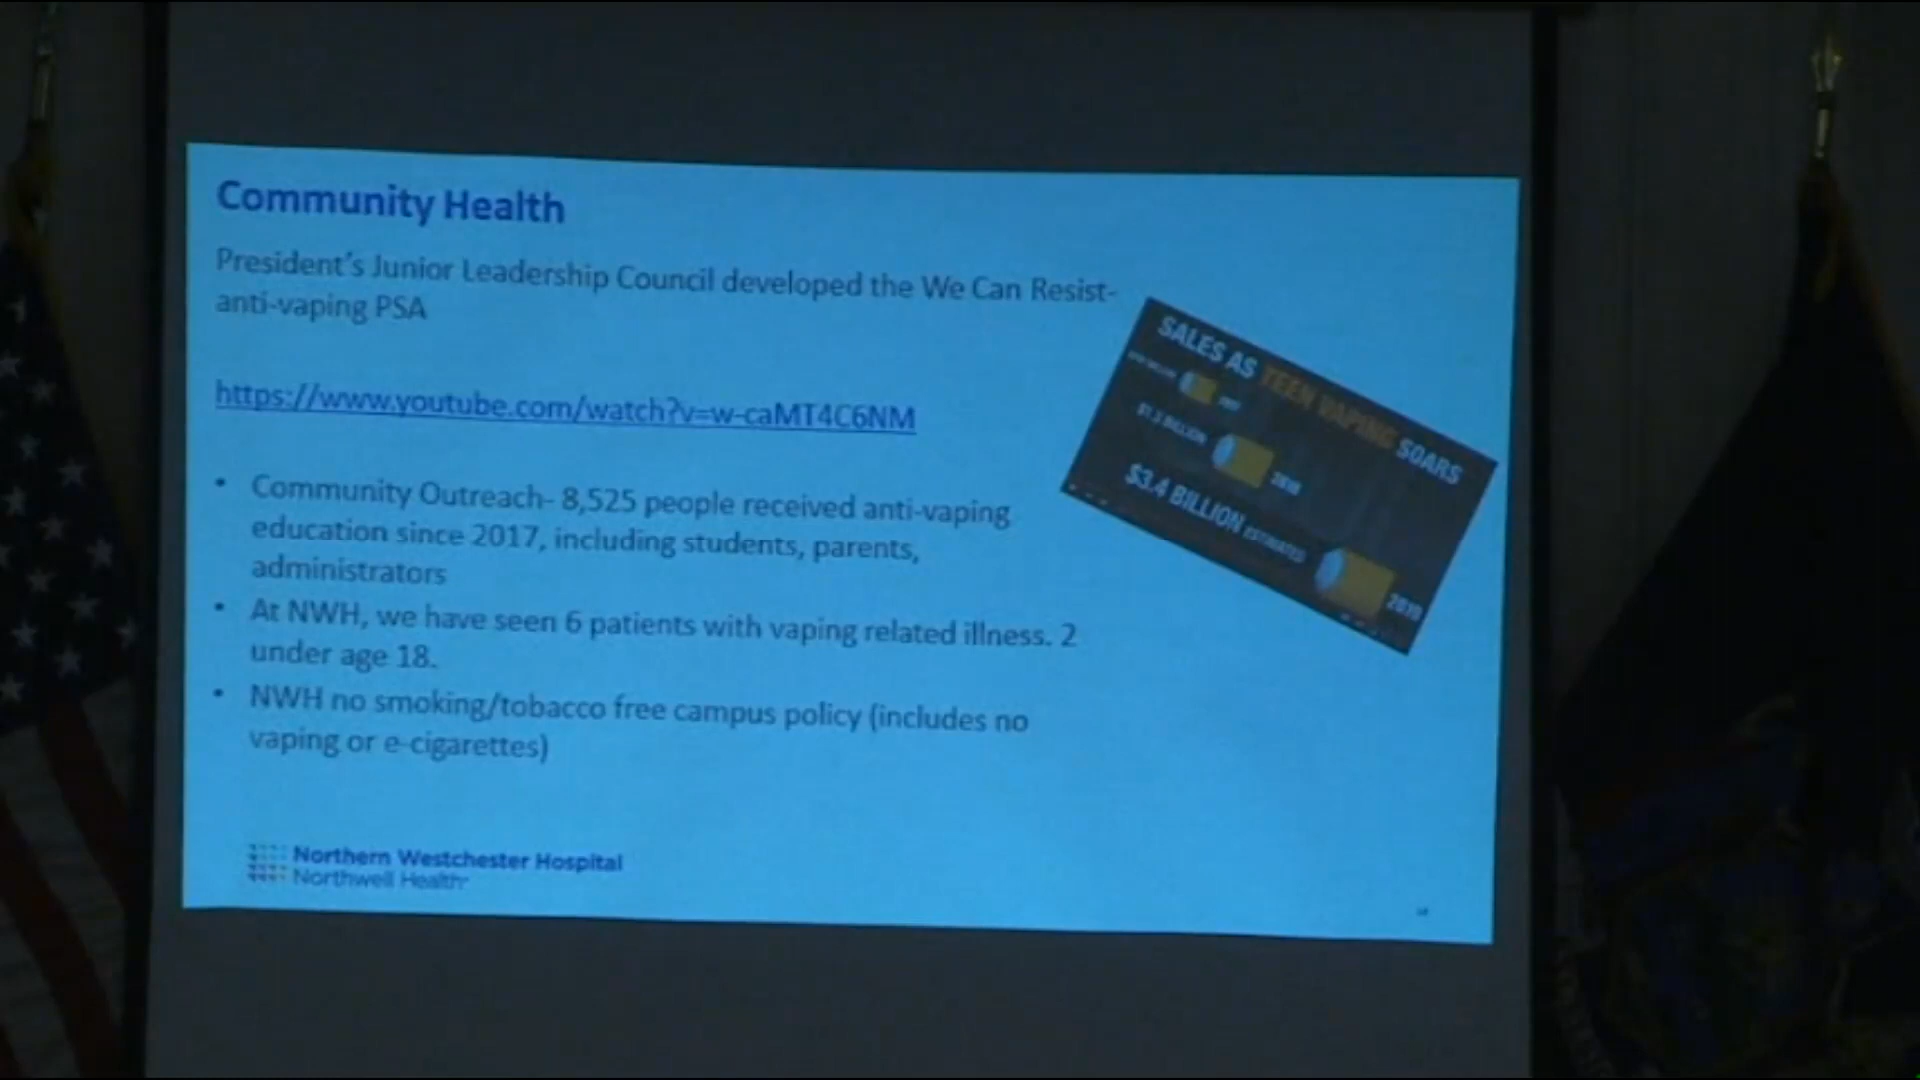 Community Health
President's Junior Leadership Council developed the We Can Resist-
anti-vaping PSA
https://www.youtube.com/watch?v=w-caMT4C6NM
• Community Outreach- 8,525 people received anti-vaping
education since 2017, including students, parents,
administrators
• At NWH, we have seen 6 patients with vaping related illness. 2
under age 18.
• NWH no smoking/tobacco free campus policy (includes no
vaping or e-cigarettes)
SALES AS TEEN VAPING SOARS
$1.3 BILLION 2018
$3.4 BILLION ESTIMATED 2019
Northern Westchester Hospital
Northwell Health